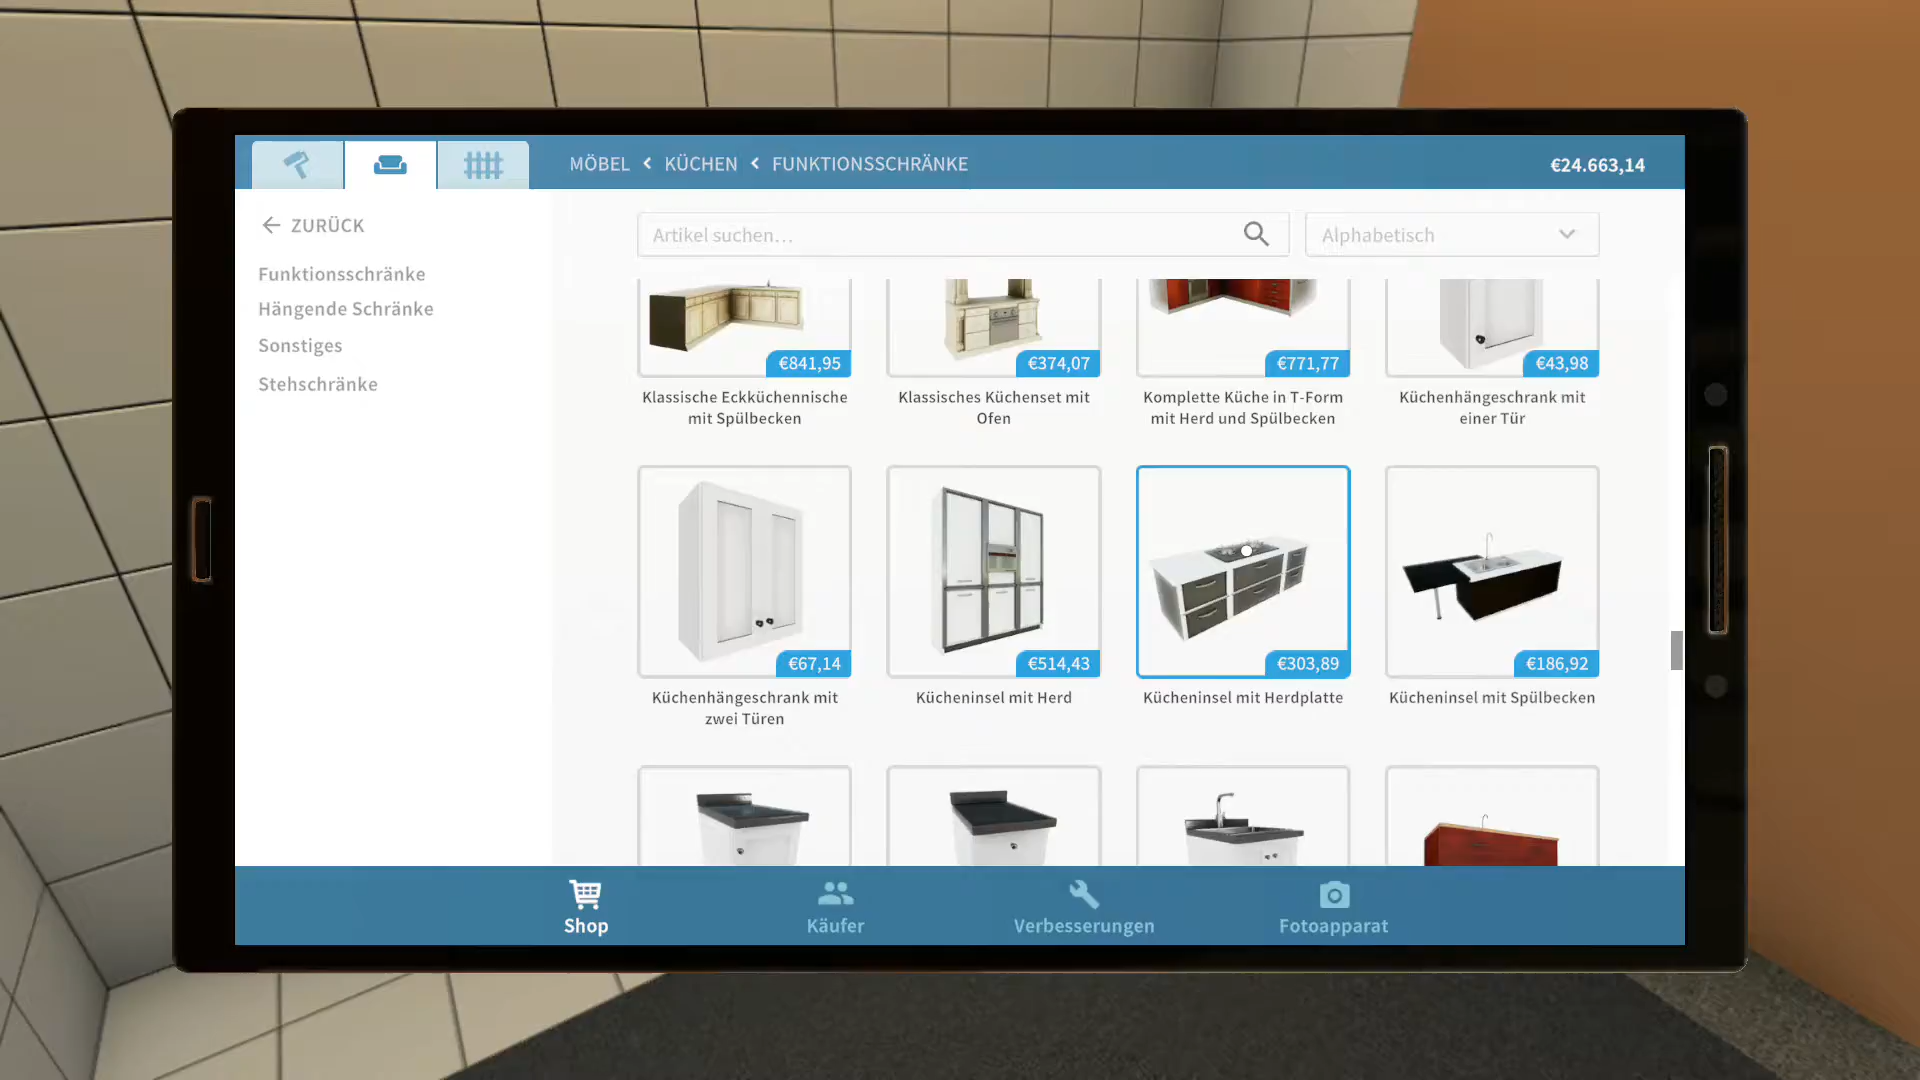 MÖBEL < KÜCHEN < FUNKTIONSSCHRÄNKE
€24.663,14
ZURÜCK
Artikel suchen...
Alphabetisch
Funktionsschränke
Hängende Schränke
Sonstiges
Stehschränke
€841,95
€374,07
€771,77
€43,98
Klassische Eckküchennische
mit Spülbecken
Klassisches Küchenset mit
Ofen
Komplette Küche in T-Form
mit Herd und Spülbecken
Küchenhängeschrank mit
einer Tür
€67,14
€514,43
€303,89
€186,92
Küchenhängeschrank mit
zwei Türen
Kücheninsel mit Herd
Kücheninsel mit Herdplatte
Kücheninsel mit Spülbecken
Shop
Käufer
Verbesserungen
Fotoapparat